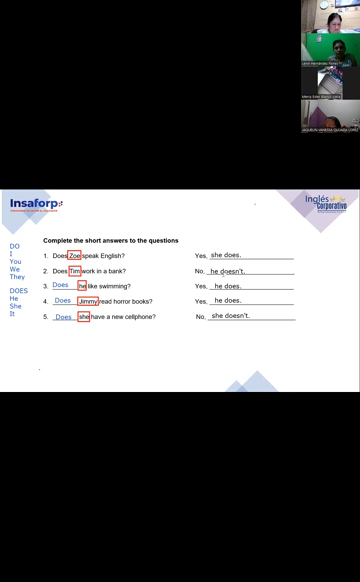 Insaforp
Inglés
Corporativo
Complete the short answers to the questions
DO
I
You
We
They
DOES
He
She
It
1. Does Zoe speak English? Yes, she does.
2. Does Tim work in a bank? No, he doesn't.
3. Does he like swimming? Yes, he does.
4. Does Jimmy read horror books? Yes, he does.
5. Does she have a new cellphone? No, she doesn't.